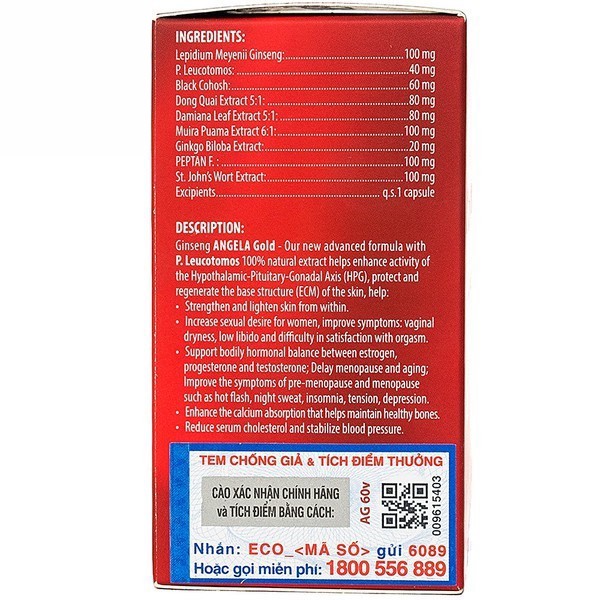 INGREDIENTS:
Lepidium Meyenii Ginseng:........................................ 100 mg
P. Leucotomos: ........................................................ 40 mg
Black Cohosh:.......................................................... 60 mg
Dong Quai Extract 5:1: .............................................. 80 mg
Damiana Leaf Extract 5:1:........................................... 80 mg
Muira Puama Extract 6:1:........................................... 100 mg
Ginkgo Biloba Extract:................................................ 20 mg
PEPTAN F. : ............................................................ 100 mg
St. John's Wort Extract:.............................................. 100 mg
Excipients.................................................. q.s.1 capsule
DESCRIPTION:
Ginseng ANGELA Gold - Our new advanced formula with
P. Leucotomos 100% natural extract helps enhance activity of
the Hypothalamic-Pituitary-Gonadal Axis (HPG), protect and
regenerate the base structure (ECM) of the skin, help:
• Strengthen and lighten skin from within.
• Increase sexual desire for women, improve symptoms: vaginal
dryness, low libido and difficulty in satisfaction with orgasm.
• Support bodily hormonal balance between estrogen,
progesterone and testosterone; Delay menopause and aging;
Improve the symptoms of pre-menopause and menopause
such as hot flash, night sweat, insomnia, tension, depression.
• Enhance the calcium absorption that helps maintain healthy bones.
• Reduce serum cholesterol and stabilize blood pressure.
TEM CHỐNG GIẢ & TÍCH ĐIỂM THƯỞNG
CÀO XÁC NHẬN CHÍNH HÃNG
và TÍCH ĐIỂM BẰNG CÁCH:
AG 60v
009615403
Nhắn: ECO_<MÃ SỐ> gửi 6089
Hoặc gọi miễn phí: 1800 556 889